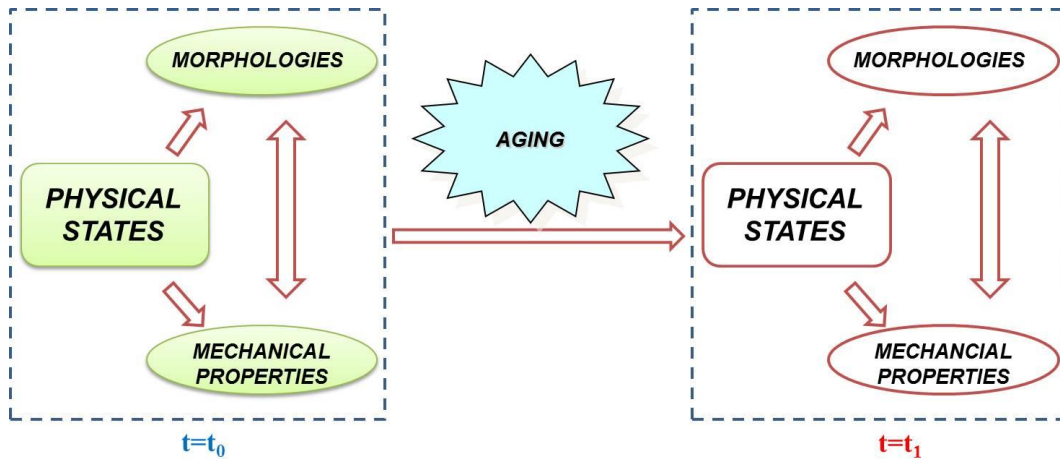 MORPHOLOGIES
PHYSICAL
STATES
MECHANICAL
PROPERTIES
t=t₀
AGING
MORPHOLOGIES
PHYSICAL
STATES
MECHANCIAL
PROPERTIES
t=t₁